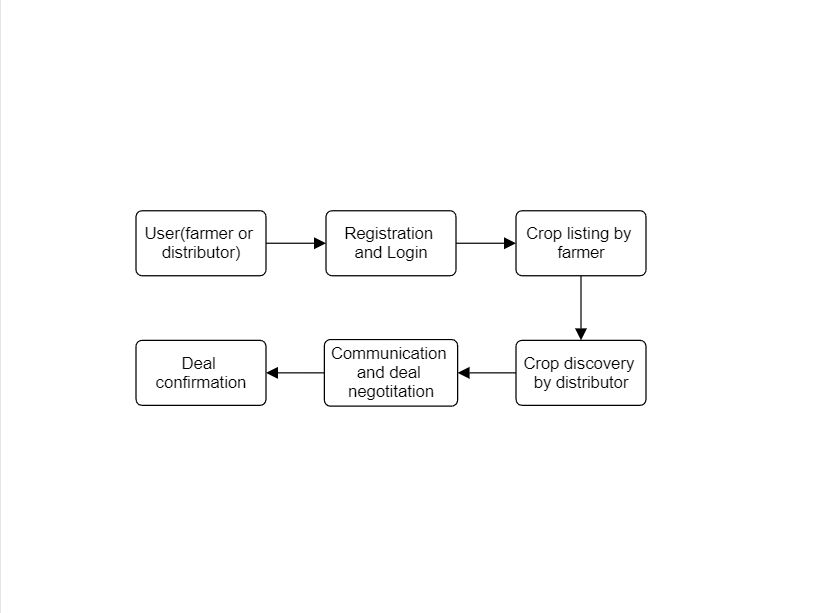 User(farmer or
distributor)
Registration
and Login
Crop listing by
farmer
Crop discovery
by distributor
Communication
and deal
negotitation
Deal
confirmation